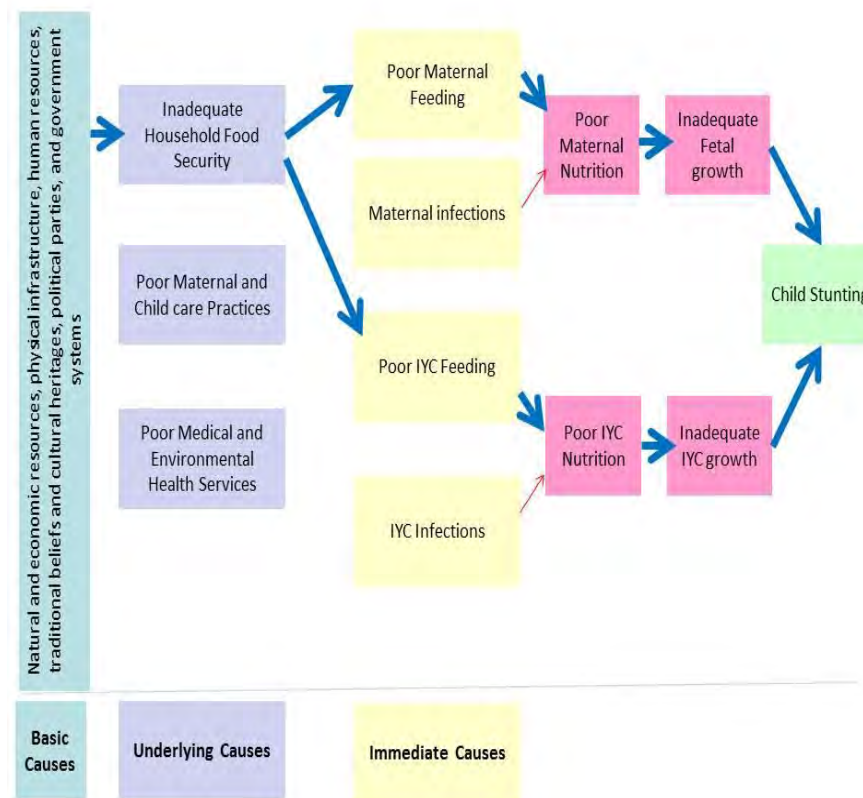 Natural and economic resources, physical infrastructure, human resources,
traditional beliefs and cultural heritages, political parties, and government
systems
Inadequate
Household Food
Security
Poor Maternal and
Child care Practices
Poor Medical and
Environmental
Health Services
Poor Maternal
Feeding
Maternal infections
Poor IYC Feeding
IYC Infections
Poor
Maternal
Nutrition
Inadequate
Fetal
growth
Poor IYC
Nutrition
Inadequate
IYC growth
Child Stunting
Basic
Causes
Underlying Causes
Immediate Causes